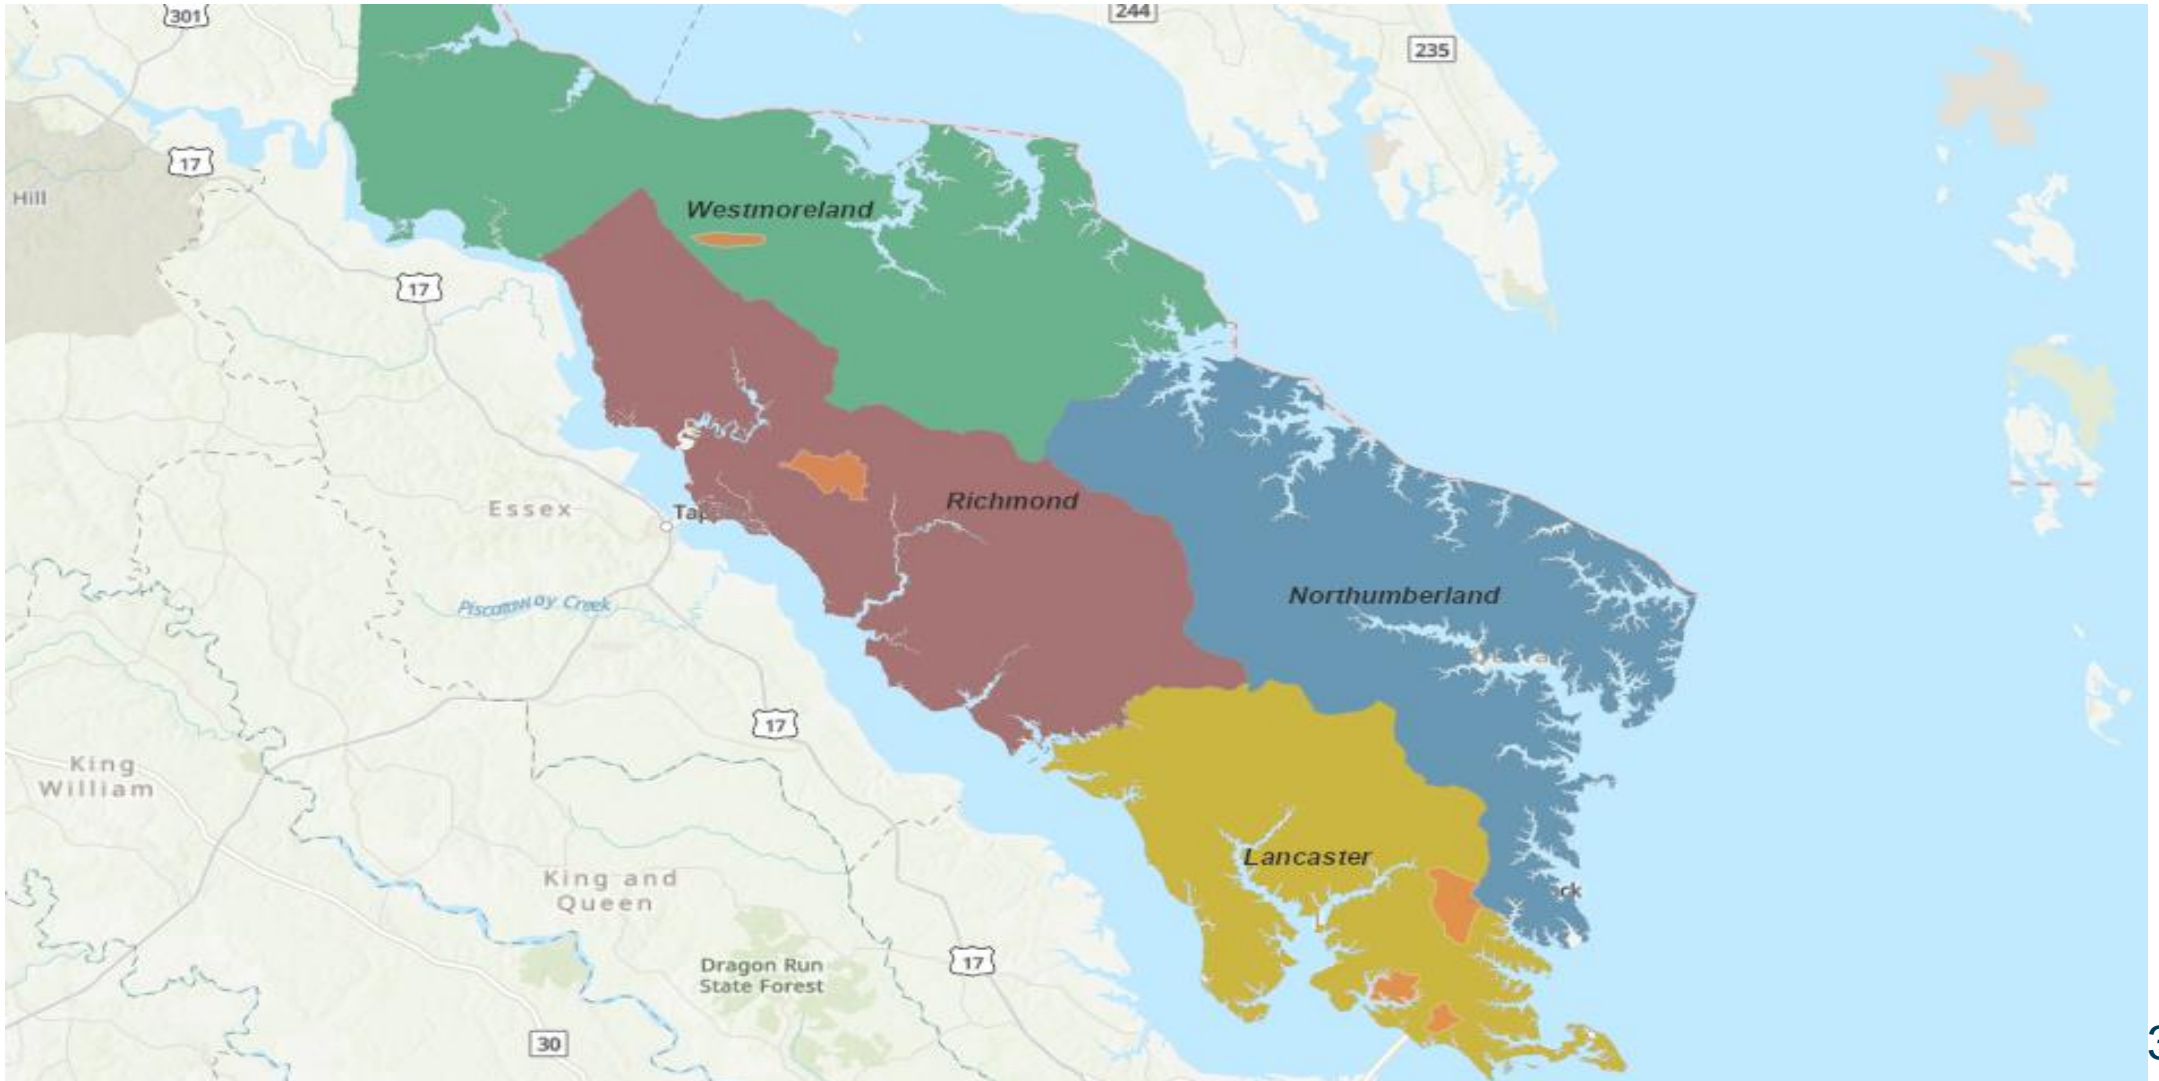 301
244
235
17
Hill
Westmoreland
17
Essex
Richmond
Northumberland
Piscataway Creek
17
King
William
Lancaster
King and
Queen
Dragon Run
State Forest
17
30